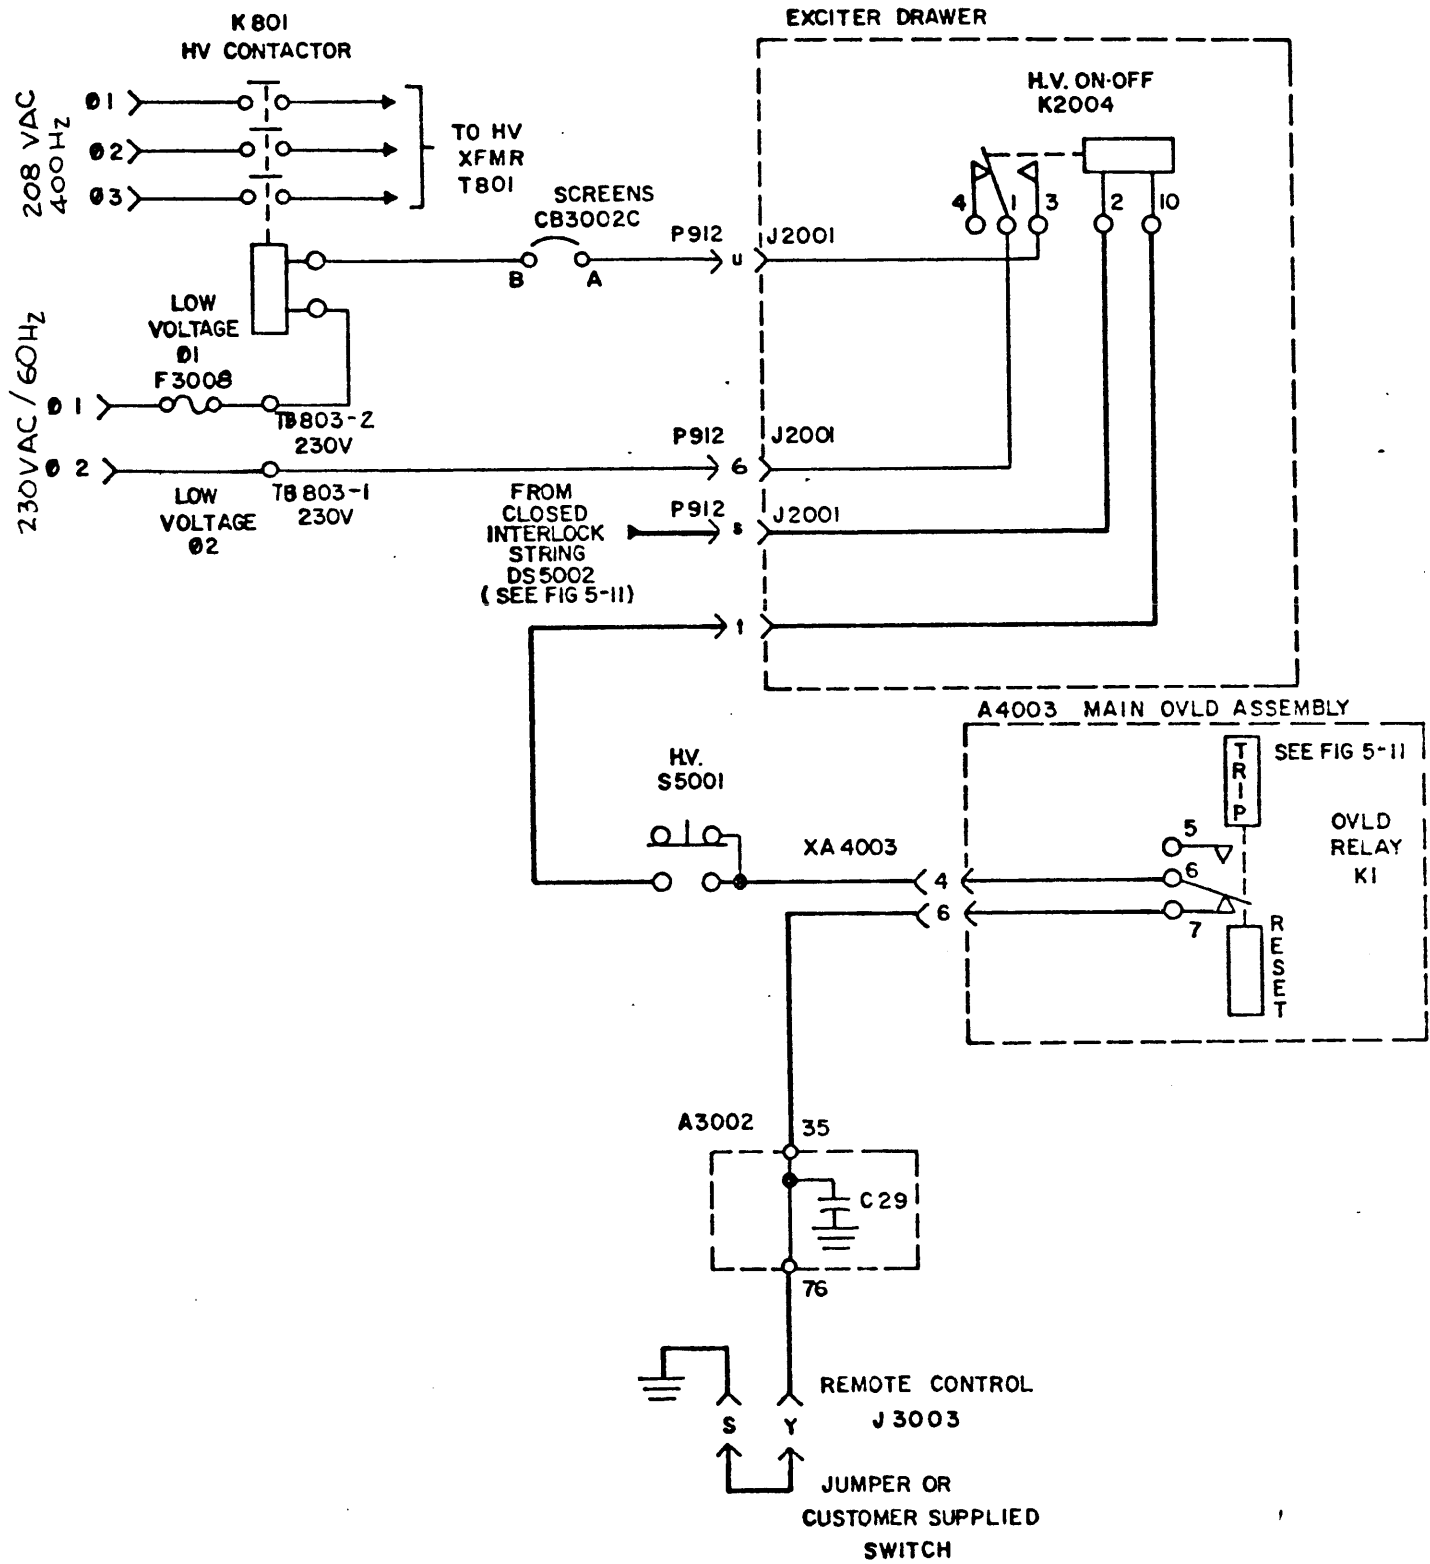 K801
HV CONTACTOR
208 VAC
400Hz
Ø1
Ø2
Ø3
TO HV
XFMR
T801
EXCITER DRAWER
H.V. ON-OFF
K2004
4
1
3
2
10
SCREENS
CB3002C
B
A
P912
u
J2001
LOW
VOLTAGE
Ø1
F3008
230VAC/60Hz
Ø1
TB803-2
230V
Ø2
TB803-1
230V
LOW
VOLTAGE
Ø2
P912
6
J2001
FROM
CLOSED
INTERLOCK
STRING
DS5002
(SEE FIG 5-11)
P912
s
J2001
t
A4003 MAIN OVLD ASSEMBLY
TRIP
SEE FIG 5-11
OVLD
RELAY
K1
5
6
7
RESET
H.V.
S5001
XA4003
4
6
A3002
35
C29
76
S
Y
REMOTE CONTROL
J3003
JUMPER OR
CUSTOMER SUPPLIED
SWITCH